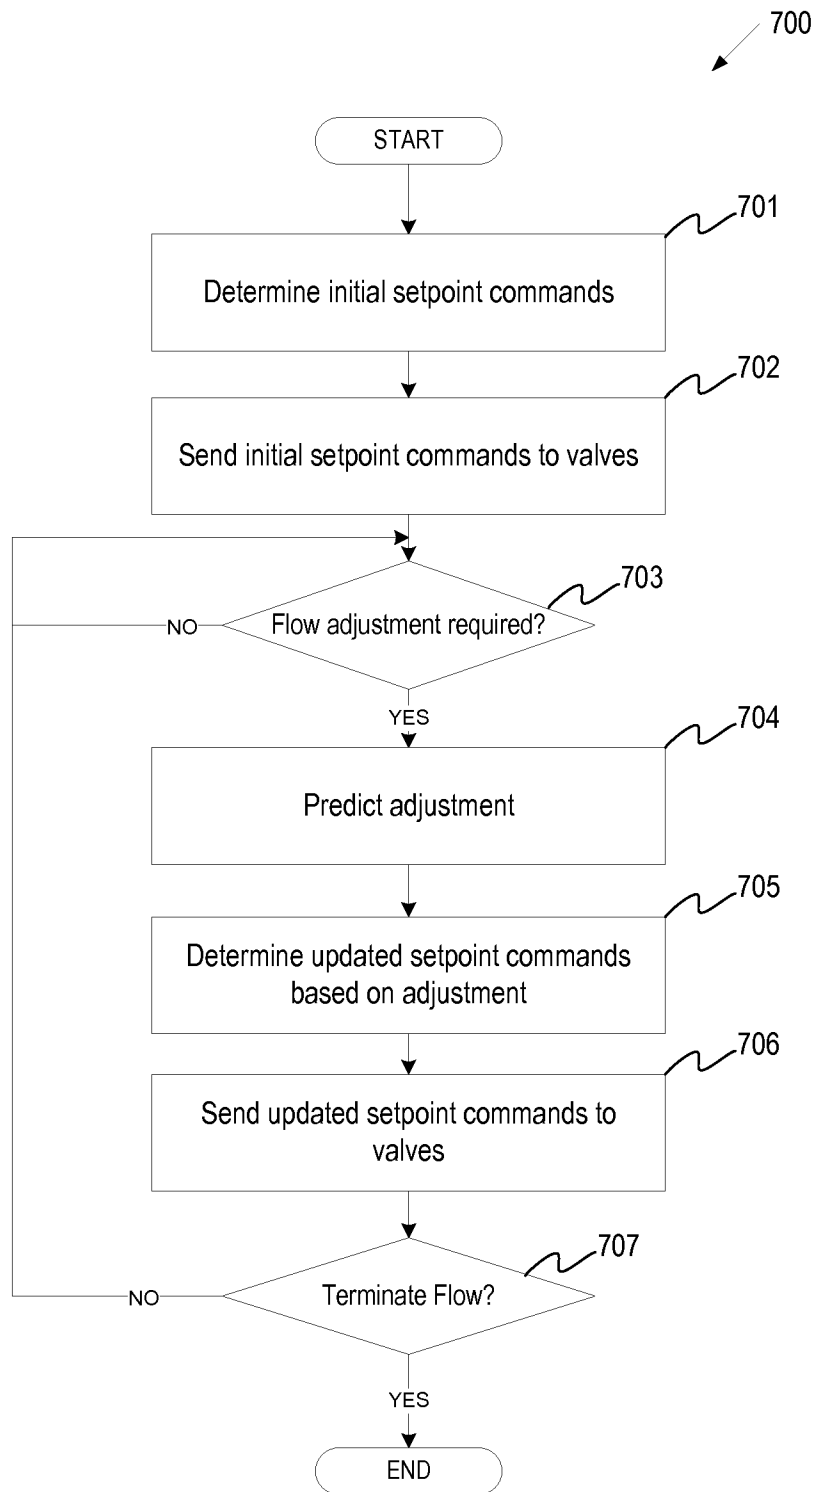 700
START
701
Determine initial setpoint commands
702
Send initial setpoint commands to valves
703
Flow adjustment required?
NO
YES
704
Predict adjustment
705
Determine updated setpoint commands
based on adjustment
706
Send updated setpoint commands to
valves
707
Terminate Flow?
NO
YES
END